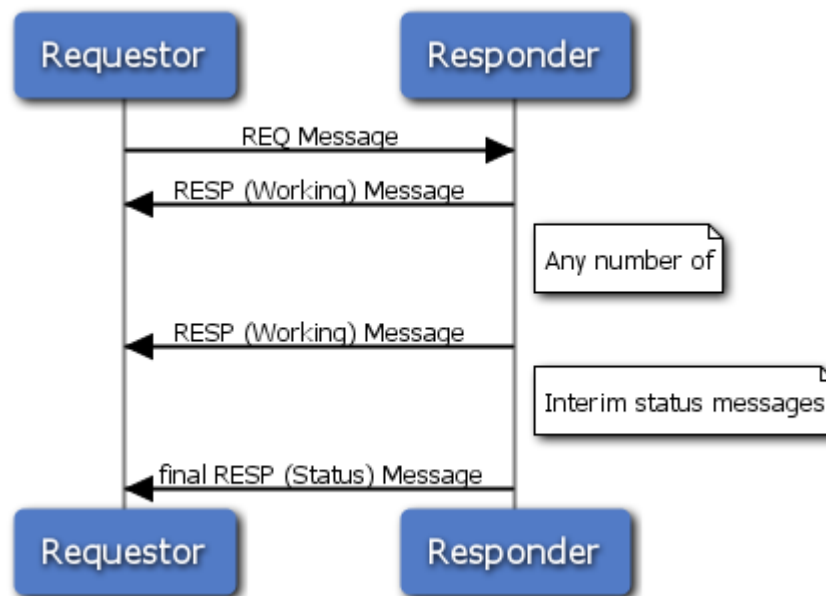 Requestor
Responder
REQ Message
RESP (Working) Message
Any number of
RESP (Working) Message
Interim status messages
final RESP (Status) Message
Requestor
Responder